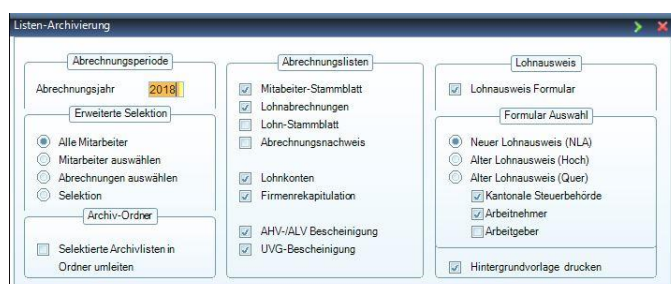 Listen-Archivierung
Abrechnungsperiode
Abrechnungsjahr 2018
Erweiterte Selektion
Alle Mitarbeiter
Mitarbeiter auswählen
Abrechnungen auswählen
Selektion
Archiv-Ordner
Selektierte Archivlisten in
Ordner umleiten
Abrechnungslisten
Mitabeiter-Stammblatt
Lohnabrechnungen
Lohn-Stammblatt
Abrechnungsnachweis
Lohnkonten
Firmenrekapitulation
AHV-/ALV Bescheinigung
UVG-Bescheinigung
Lohnausweis
Lohnausweis Formular
Formular Auswahl
Neuer Lohnausweis (NLA)
Alter Lohnausweis (Hoch)
Alter Lohnausweis (Quer)
Kantonale Steuerbehörde
Arbeitnehmer
Arbeitgeber
Hintergrundvorlage drucken